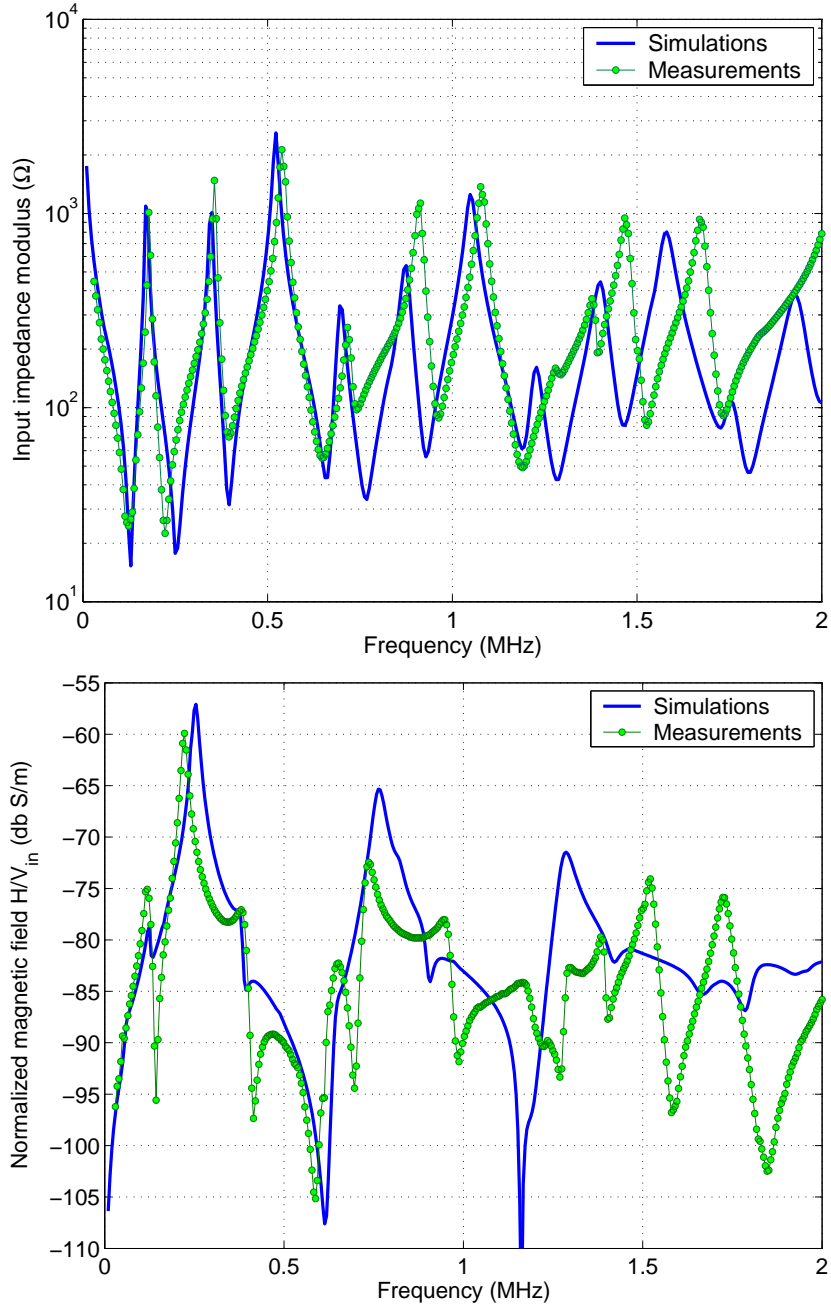 10^4
Simulations
Measurements
10^3
Input impedance modulus (Ω)
10^2
10^1
0 0.5 1 1.5 2
Frequency (MHz)
−55
Simulations
Measurements
−60
−65
−70
−75
−80
−85
−90
−95
−100
−105
−110
Normalized magnetic field H/V_in (db S/m)
0 0.5 1 1.5 2
Frequency (MHz)